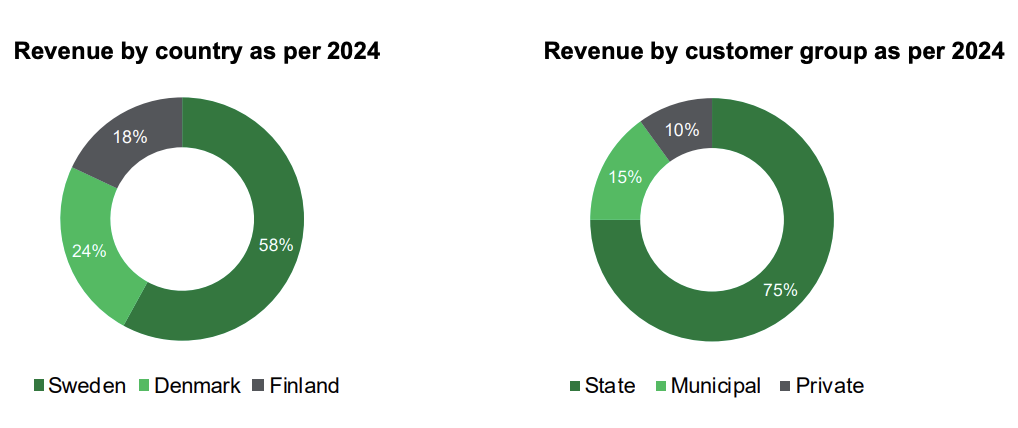 Revenue by country as per 2024
18%
24%
58%
Sweden Denmark Finland
Revenue by customer group as per 2024
10%
15%
75%
State Municipal Private